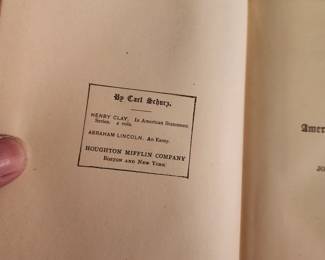 By Carl Schurz.
HENRY CLAY. In American Statesmen
Series. 2 vols.
ABRAHAM LINCOLN. An Essay.
HOUGHTON MIFFLIN COMPANY
BOSTON AND NEW YORK
Amer